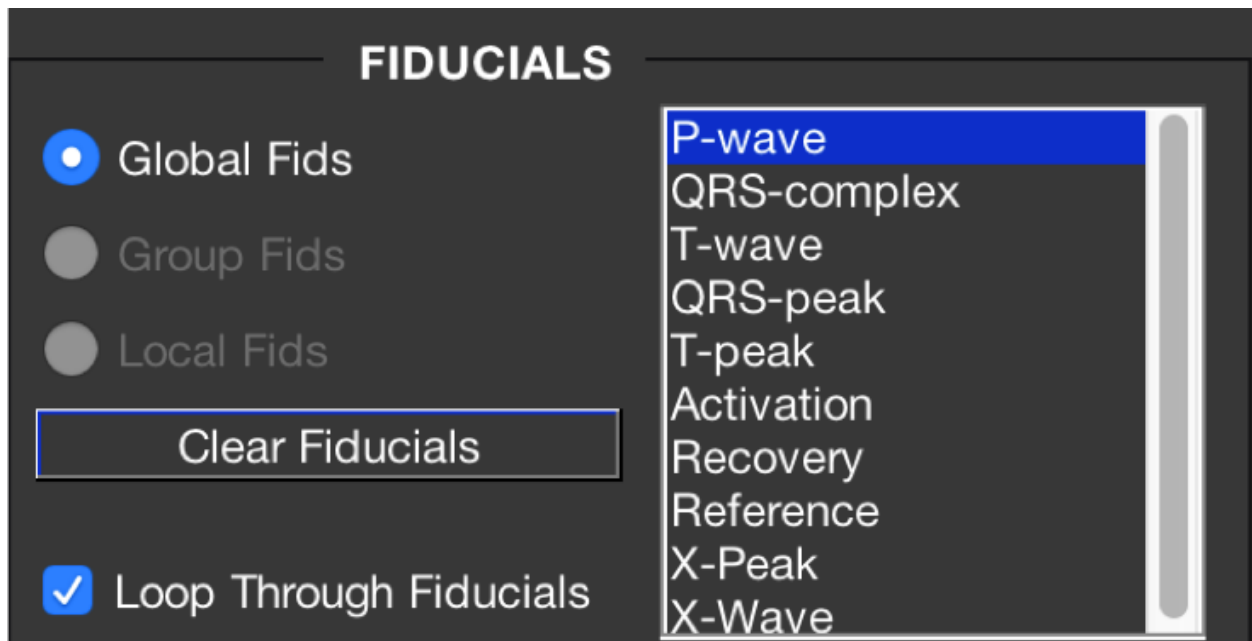 FIDUCIALS
Global Fids
Group Fids
Local Fids
Clear Fiducials
Loop Through Fiducials
P-wave
QRS-complex
T-wave
QRS-peak
T-peak
Activation
Recovery
Reference
X-Peak
X-Wave